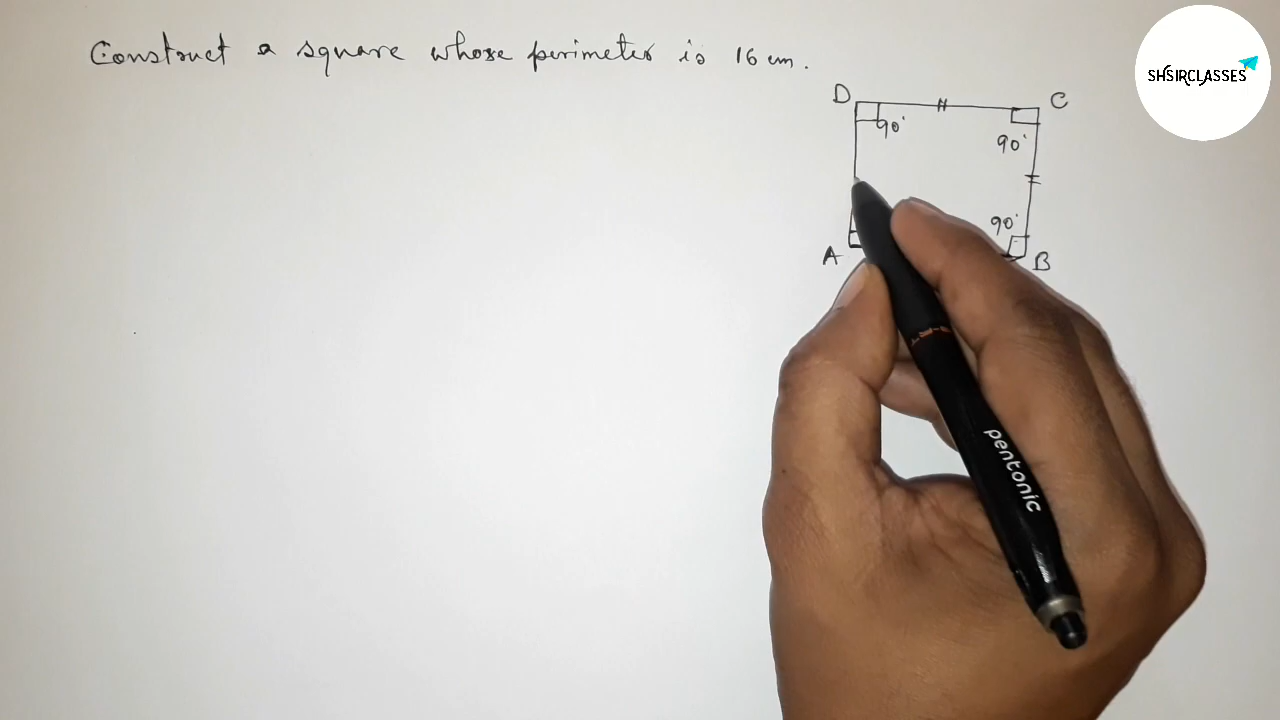 Construct a square whose perimeter is 16 cm.
SHSIRCLASSES
D
C
90°
90°
90°
A
B
pentonic